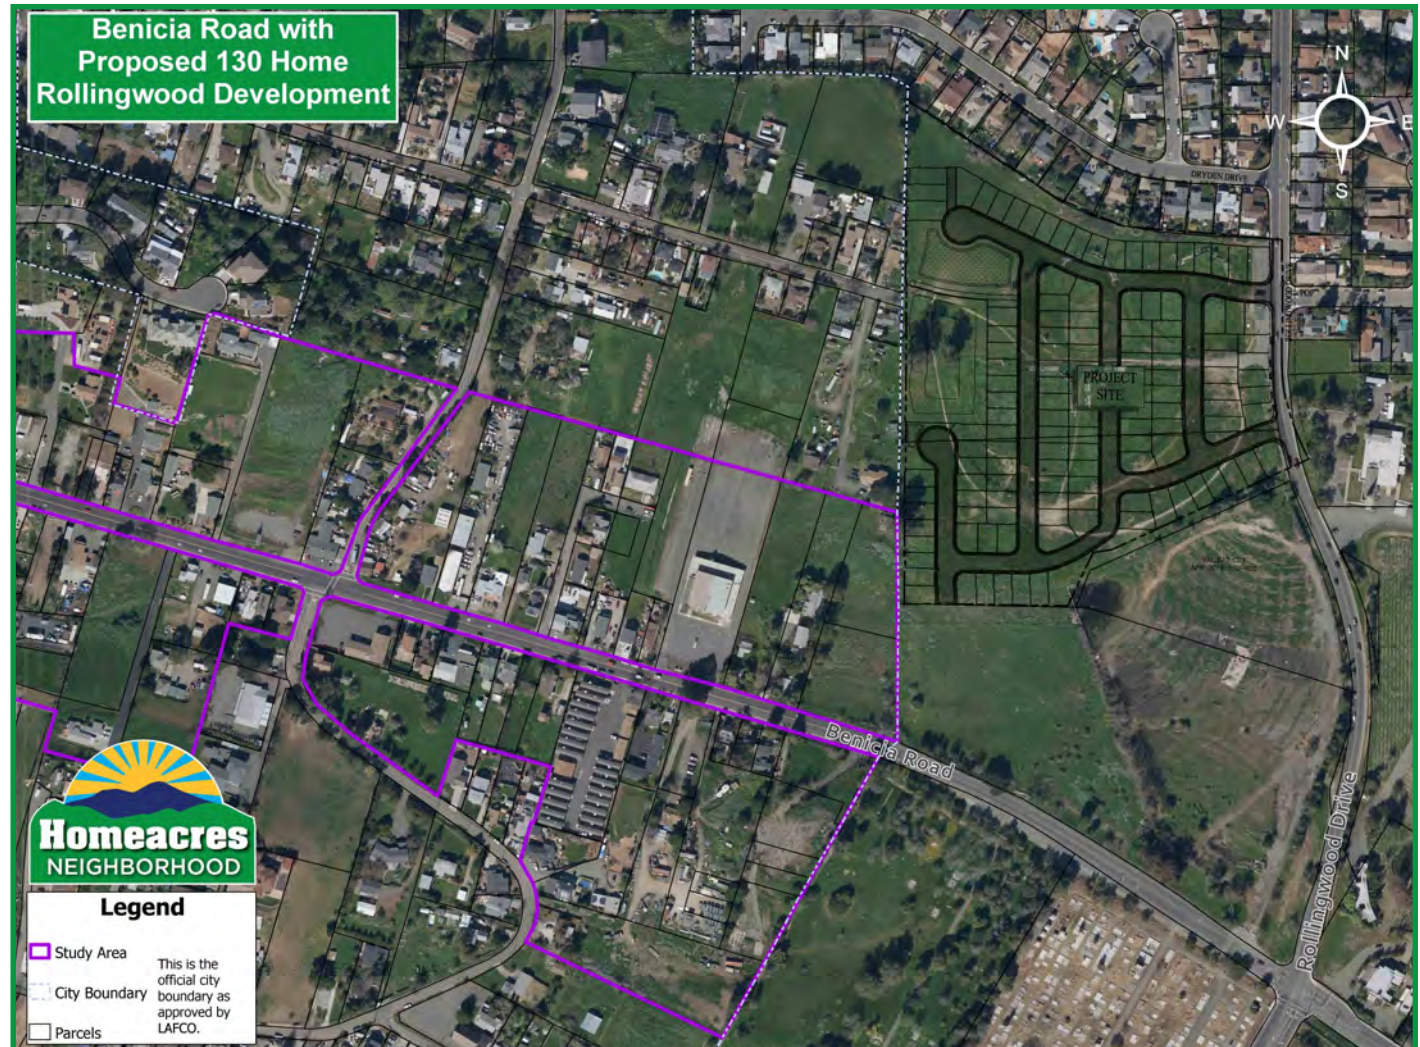 Benicia Road with
Proposed 130 Home
Rollingwood Development
N
W
E
S
DRYDEN DRIVE
PROJECT
SITE
Benicia Road
Rollingwood Drive
Homeacres
NEIGHBORHOOD
Legend
Study Area
City Boundary
Parcels
This is the
official city
boundary as
approved by
LAFCO.